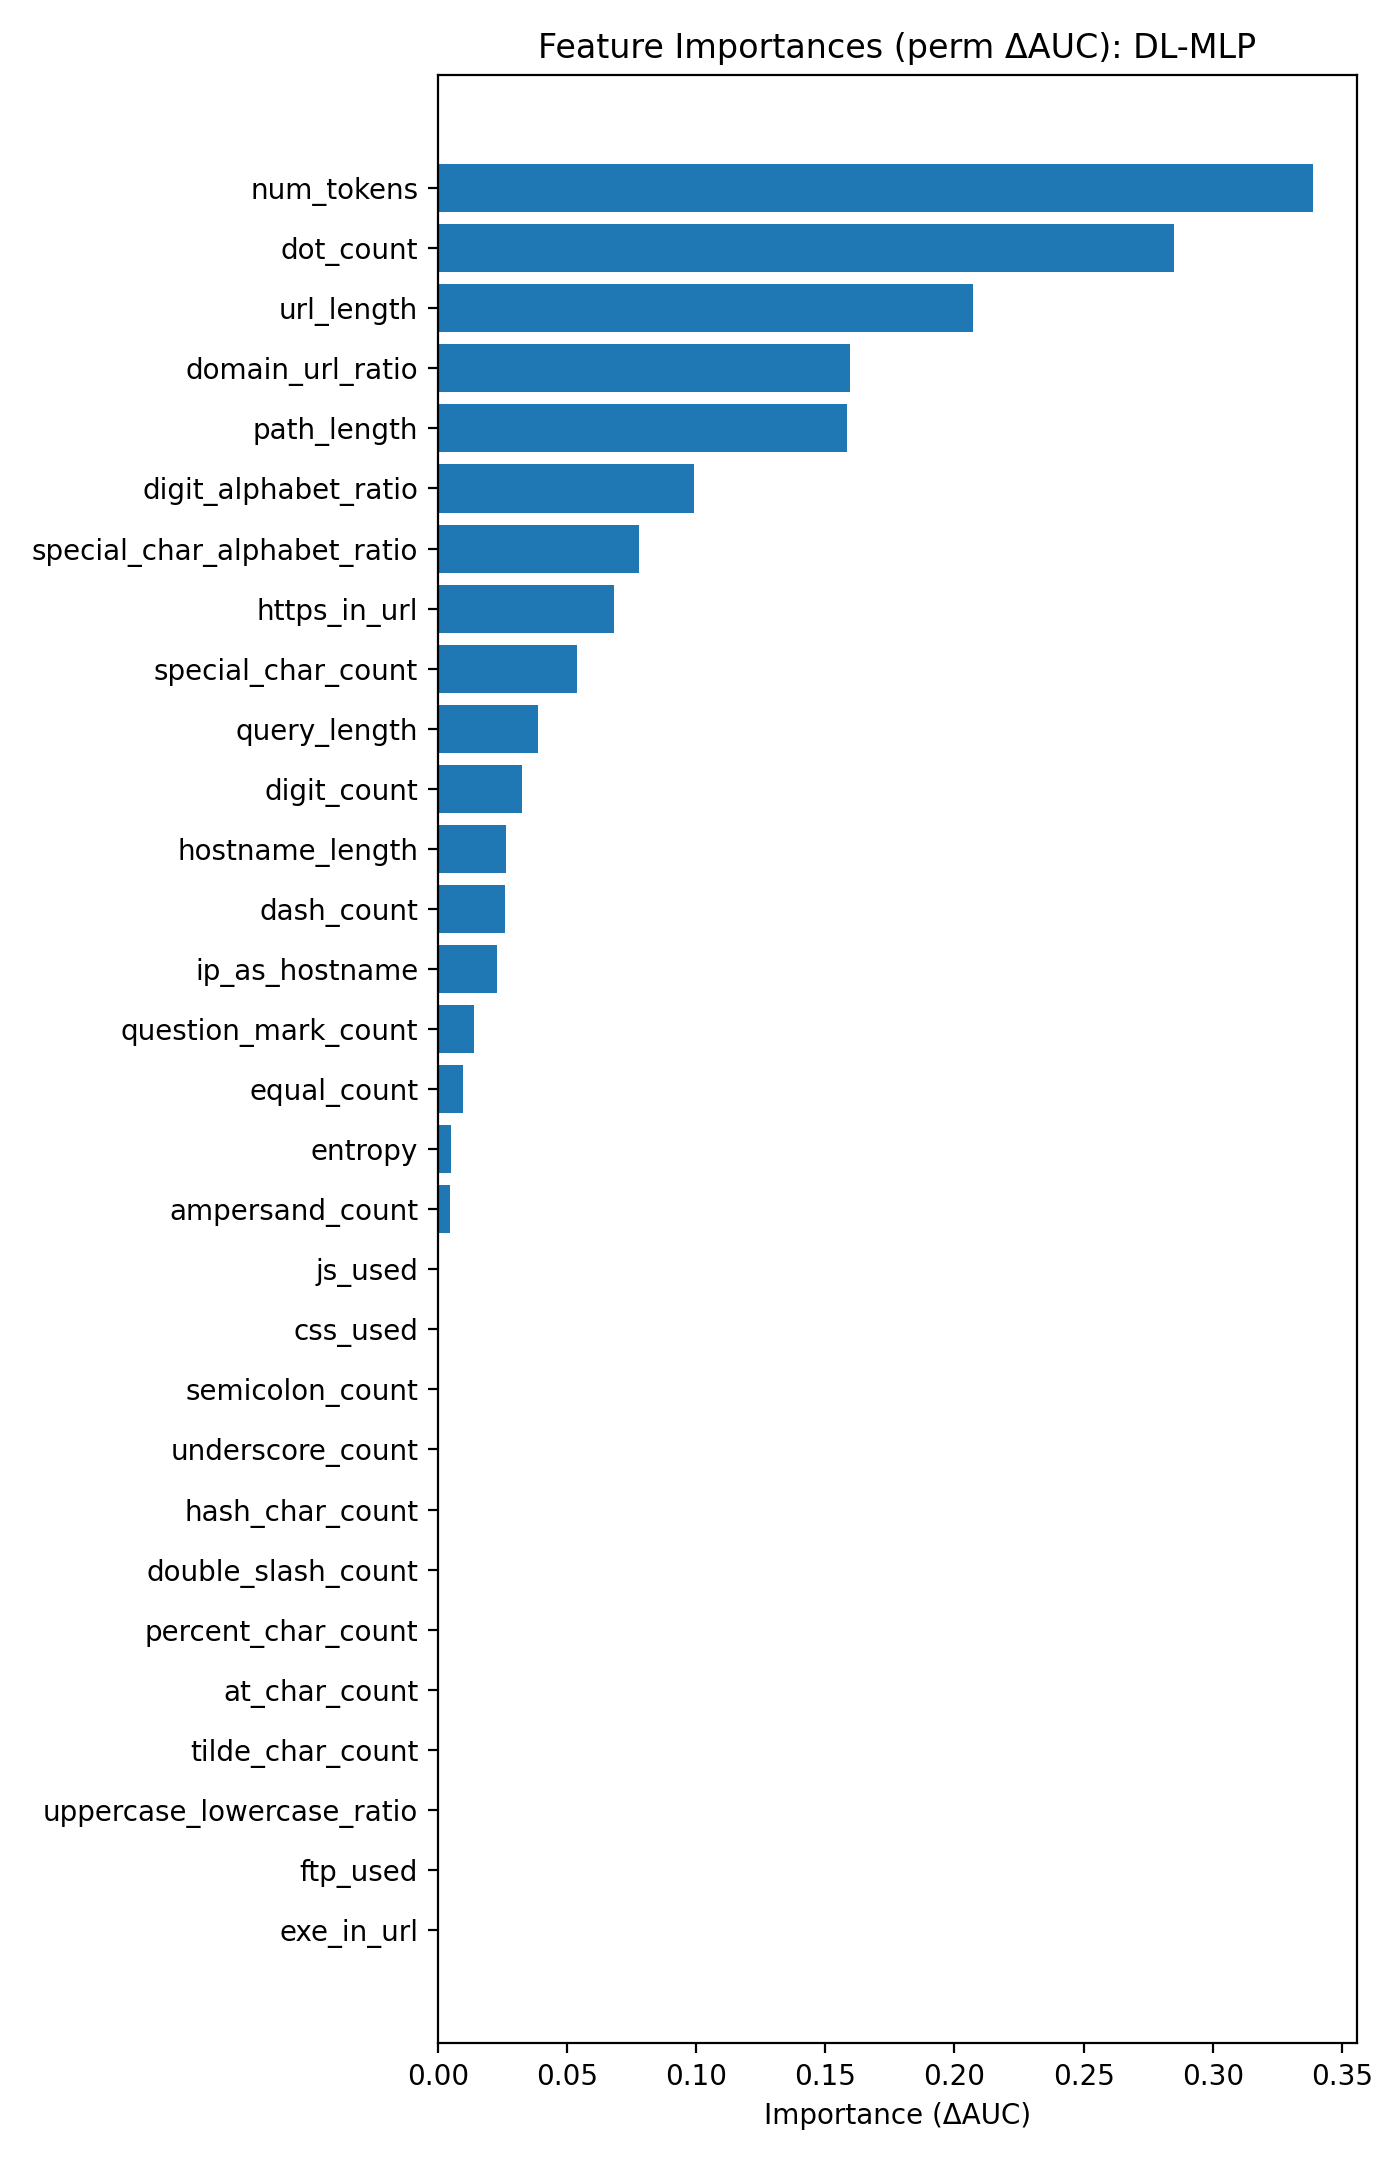 Feature Importances (perm ΔAUC): DL-MLP
num_tokens
dot_count
url_length
domain_url_ratio
path_length
digit_alphabet_ratio
special_char_alphabet_ratio
https_in_url
special_char_count
query_length
digit_count
hostname_length
dash_count
ip_as_hostname
question_mark_count
equal_count
entropy
ampersand_count
js_used
css_used
semicolon_count
underscore_count
hash_char_count
double_slash_count
percent_char_count
at_char_count
tilde_char_count
uppercase_lowercase_ratio
ftp_used
exe_in_url
0.00 0.05 0.10 0.15 0.20 0.25 0.30 0.35
Importance (ΔAUC)